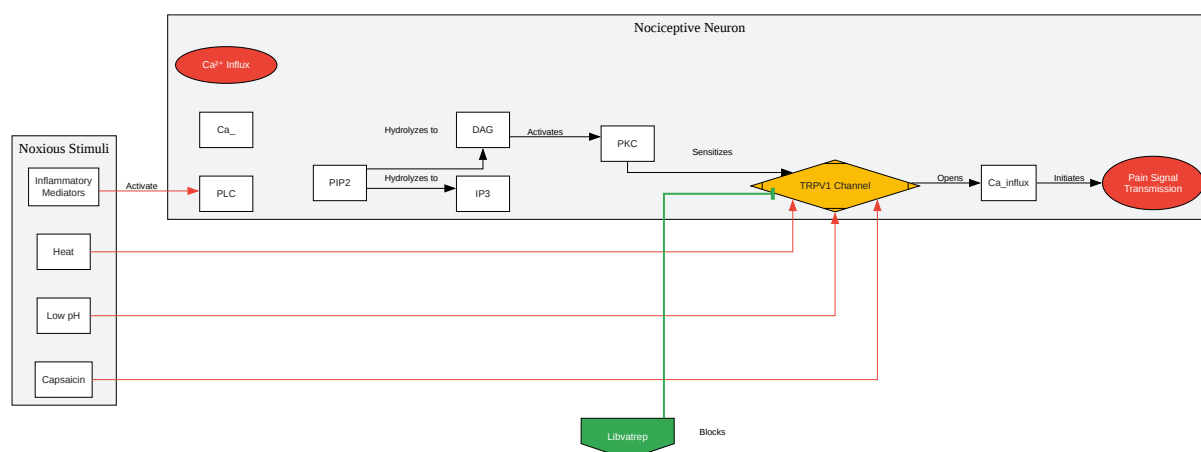 Nociceptive Neuron
Ca²⁺ Influx
Ca_
Hydrolyzes to
DAG
Activates
PKC
Sensitizes
Noxious Stimuli
Inflammatory
Mediators
Activate
PLC
PIP2
Hydrolyzes to
IP3
TRPV1 Channel
Opens
Ca_influx
Initiates
Pain Signal
Transmission
Heat
Low pH
Capsaicin
Libvatrep
Blocks